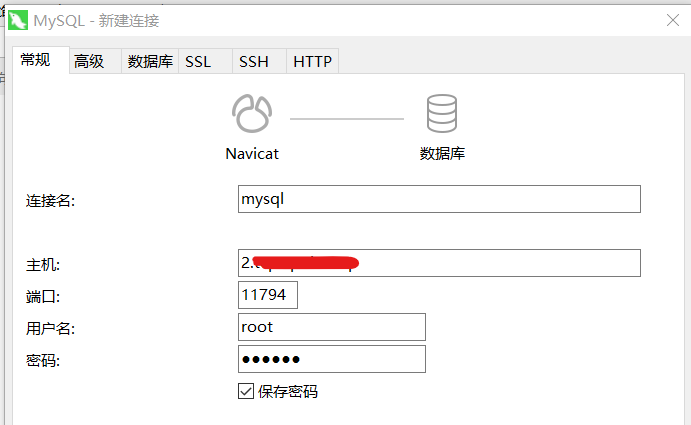 MySQL - 新建连接
常规 高级 数据库 SSL SSH HTTP
Navicat 数据库
连接名: mysql
主机: 2.
端口: 11794
用户名: root
密码: ●●●●●●
保存密码